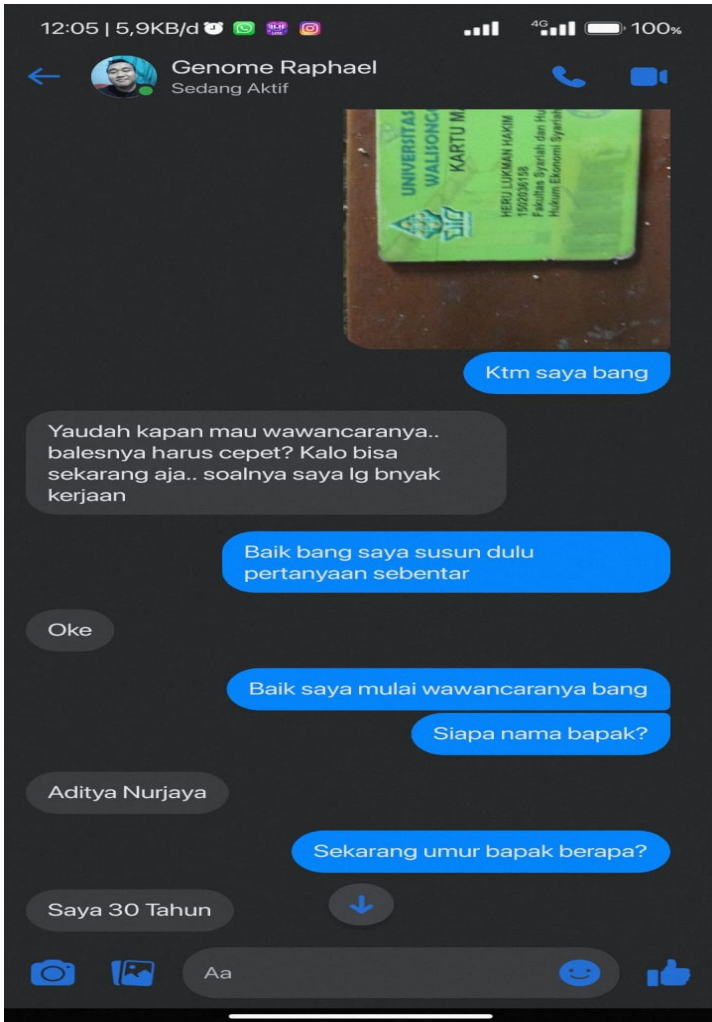 12:05 | 5,9KB/d
4G
100%
Genome Raphael
Sedang Aktif
UNIVERSITAS
WALISONGO
KARTU MA
HERU LUKMAN HAKIM
1502036158
Fakultas Syariah dan Hu
Hukum Ekonomi Syariah
Ktm saya bang
Yaudah kapan mau wawancaranya..
balesnya harus cepet? Kalo bisa
sekarang aja.. soalnya saya lg bnyak
kerjaan
Baik bang saya susun dulu
pertanyaan sebentar
Oke
Baik saya mulai wawancaranya bang
Siapa nama bapak?
Aditya Nurjaya
Sekarang umur bapak berapa?
Saya 30 Tahun
Aa